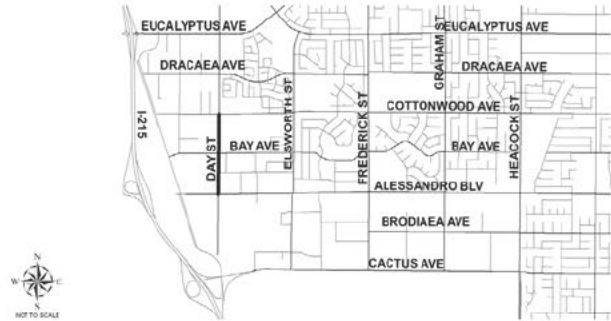 EUCALYPTUS AVE
EUCALYPTUS AVE
DRACAEA AVE
DRACAEA AVE
GRAHAM ST
COTTONWOOD AVE
I-215
DAY ST
BAY AVE
ELSWORTH ST
FREDERICK ST
BAY AVE
HEACOCK ST
ALESSANDRO BLV
BRODIAEA AVE
CACTUS AVE
N
W E
S
NOT TO SCALE